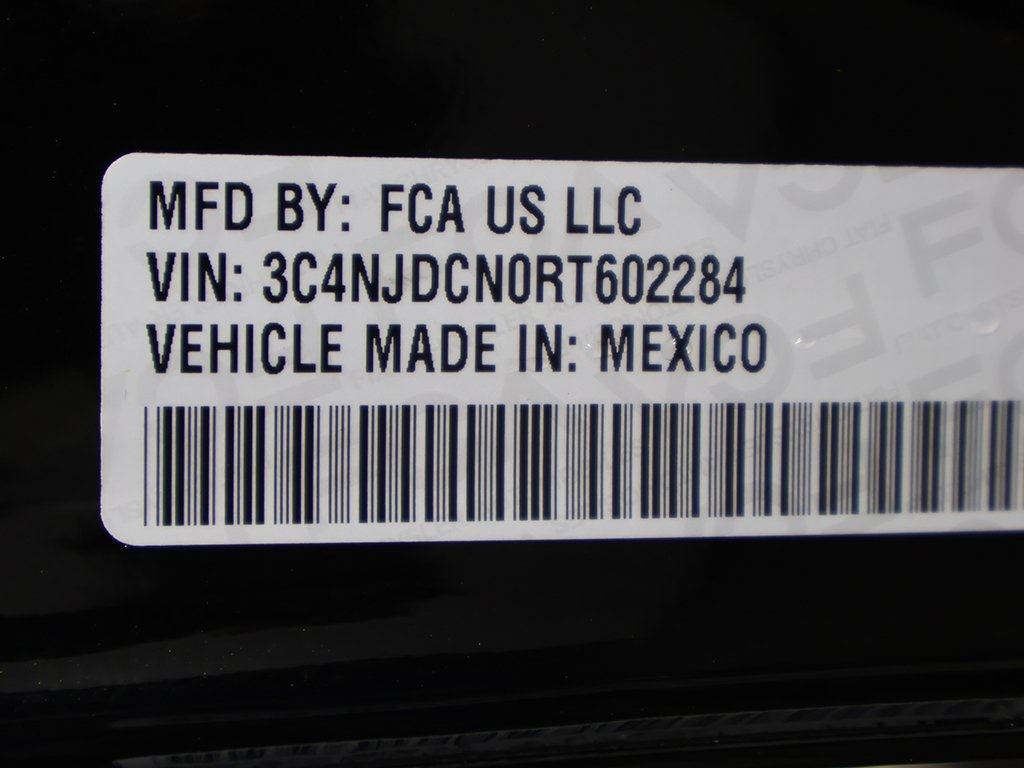 MFD BY: FCA US LLC
VIN: 3C4NJDCN0RT602284
VEHICLE MADE IN: MEXICO